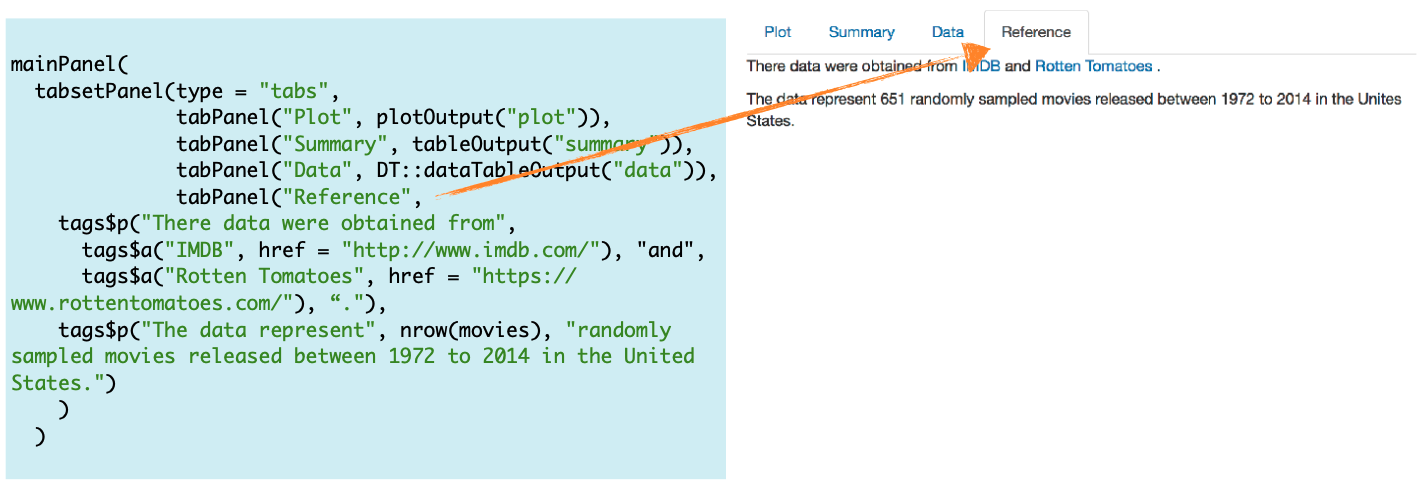 mainPanel(
tabsetPanel(type = "tabs",
tabPanel("Plot", plotOutput("plot")),
tabPanel("Summary", tableOutput("summary")),
tabPanel("Data", DT::dataTableOutput("data")),
tabPanel("Reference",
tags$p("There data were obtained from",
tags$a("IMDB", href = "http://www.imdb.com/"), "and",
tags$a("Rotten Tomatoes", href = "https://
www.rottentomatoes.com/"), “."),
tags$p("The data represent", nrow(movies), "randomly
sampled movies released between 1972 to 2014 in the United
States.")
)
)
Plot Summary Data Reference
There data were obtained from IMDB and Rotten Tomatoes .
The data represent 651 randomly sampled movies released between 1972 to 2014 in the Unites
States.